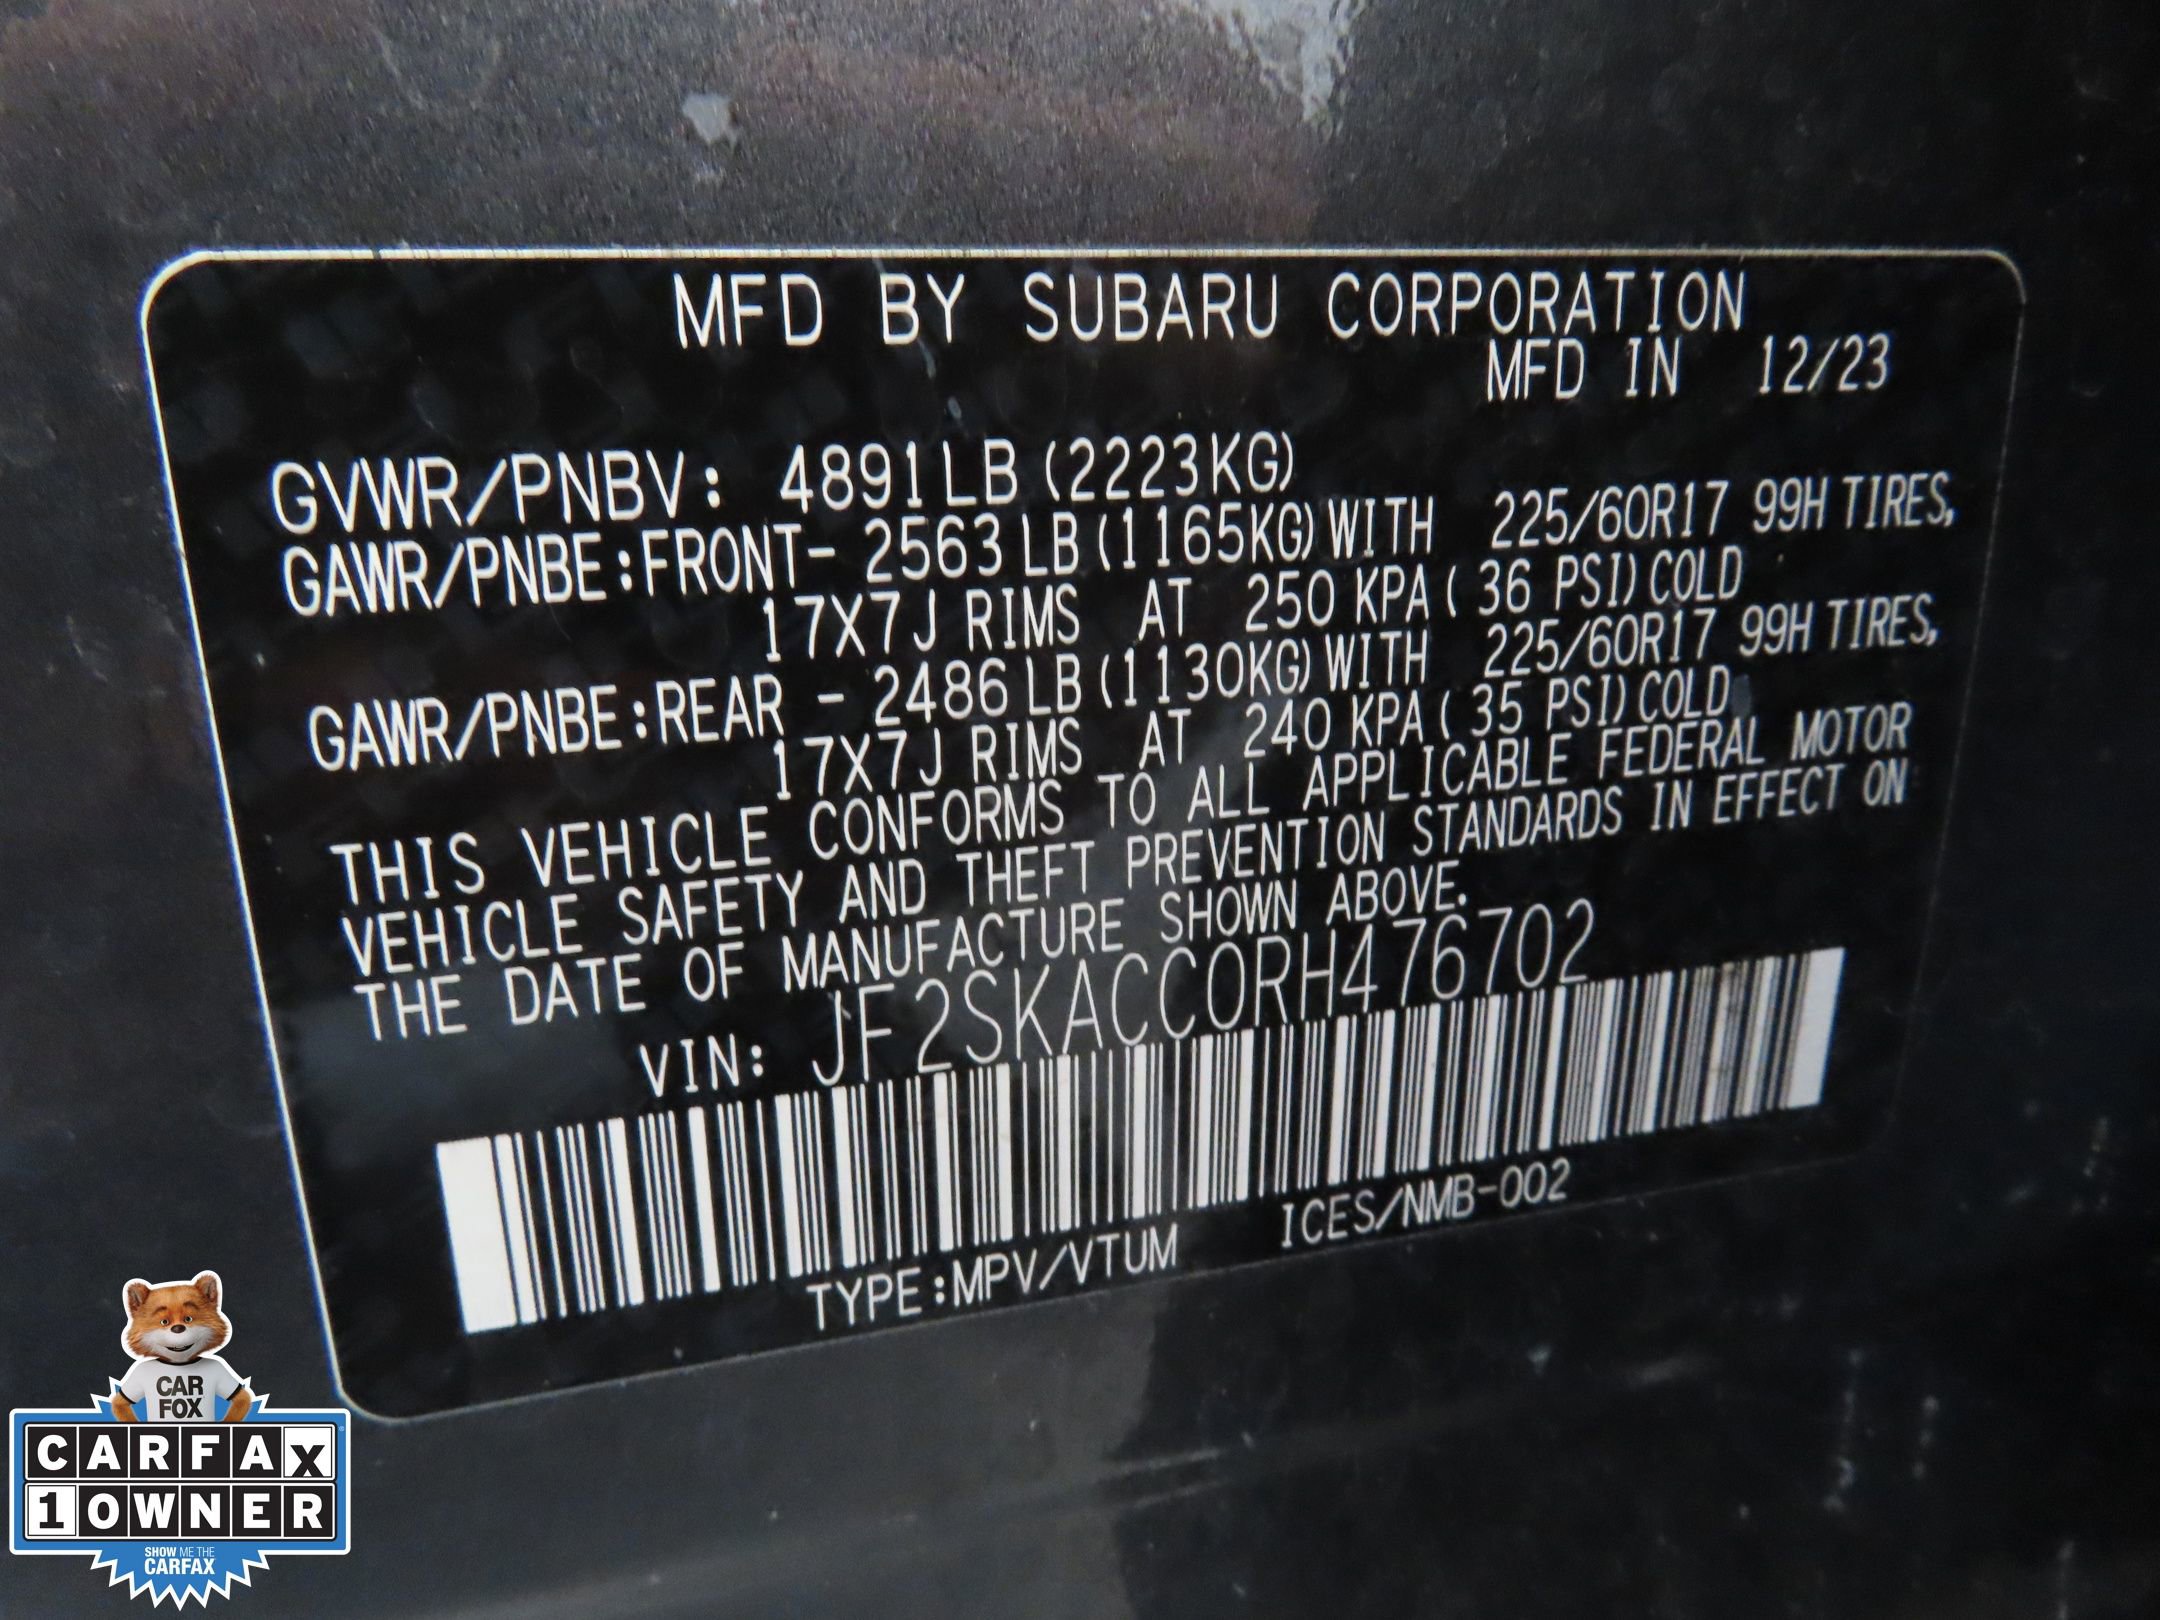 MFD BY SUBARU CORPORATION
MFD IN 12/23
GVWR/PNBV: 4891LB (2223KG)
GAWR/PNBE:FRONT- 2563 LB (1165KG) WITH 225/60R17 99H TIRES,
17X7J RIMS AT 250 KPA ( 36 PSI) COLD
GAWR/PNBE:REAR - 2486 LB (1130KG) WITH 225/60R17 99H TIRES,
17X7J RIMS AT 240 KPA ( 35 PSI) COLD
THIS VEHICLE CONFORMS TO ALL APPLICABLE FEDERAL MOTOR
VEHICLE SAFETY AND THEFT PREVENTION STANDARDS IN EFFECT ON
THE DATE OF MANUFACTURE SHOWN ABOVE.
VIN: JF2SKACC0RH476702
TYPE:MPV/VTUM ICES/NMB-002
CAR
FOX
CARFAX
1 OWNER
SHOW ME THE
CARFAX